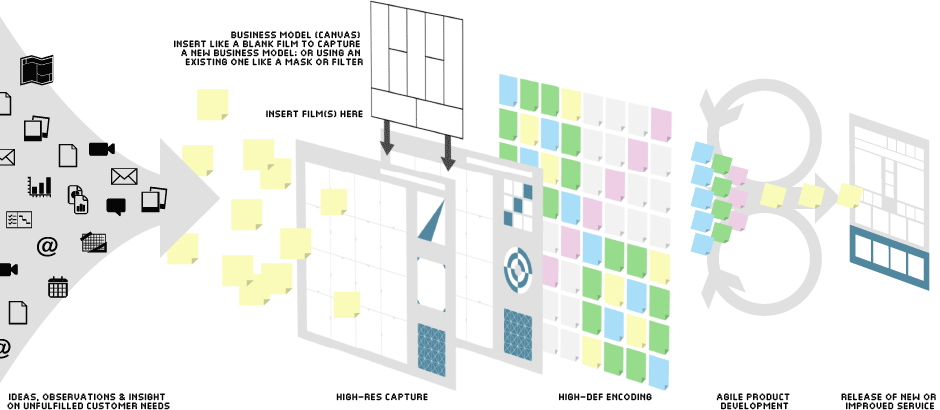 BUSINESS MODEL (CANVAS)
INSERT LIKE A BLANK FILM TO CAPTURE
A NEW BUSINESS MODEL; OR USING AN
EXISTING ONE LIKE A MASK OR FILTER
INSERT FILM(S) HERE
@
@
IDEAS, OBSERVATIONS & INSIGHT
ON UNFULFILLED CUSTOMER NEEDS
HIGH-RES CAPTURE
HIGH-DEF ENCODING
AGILE PRODUCT
DEVELOPMENT
RELEASE OF NEW OR
IMPROVED SERVICE